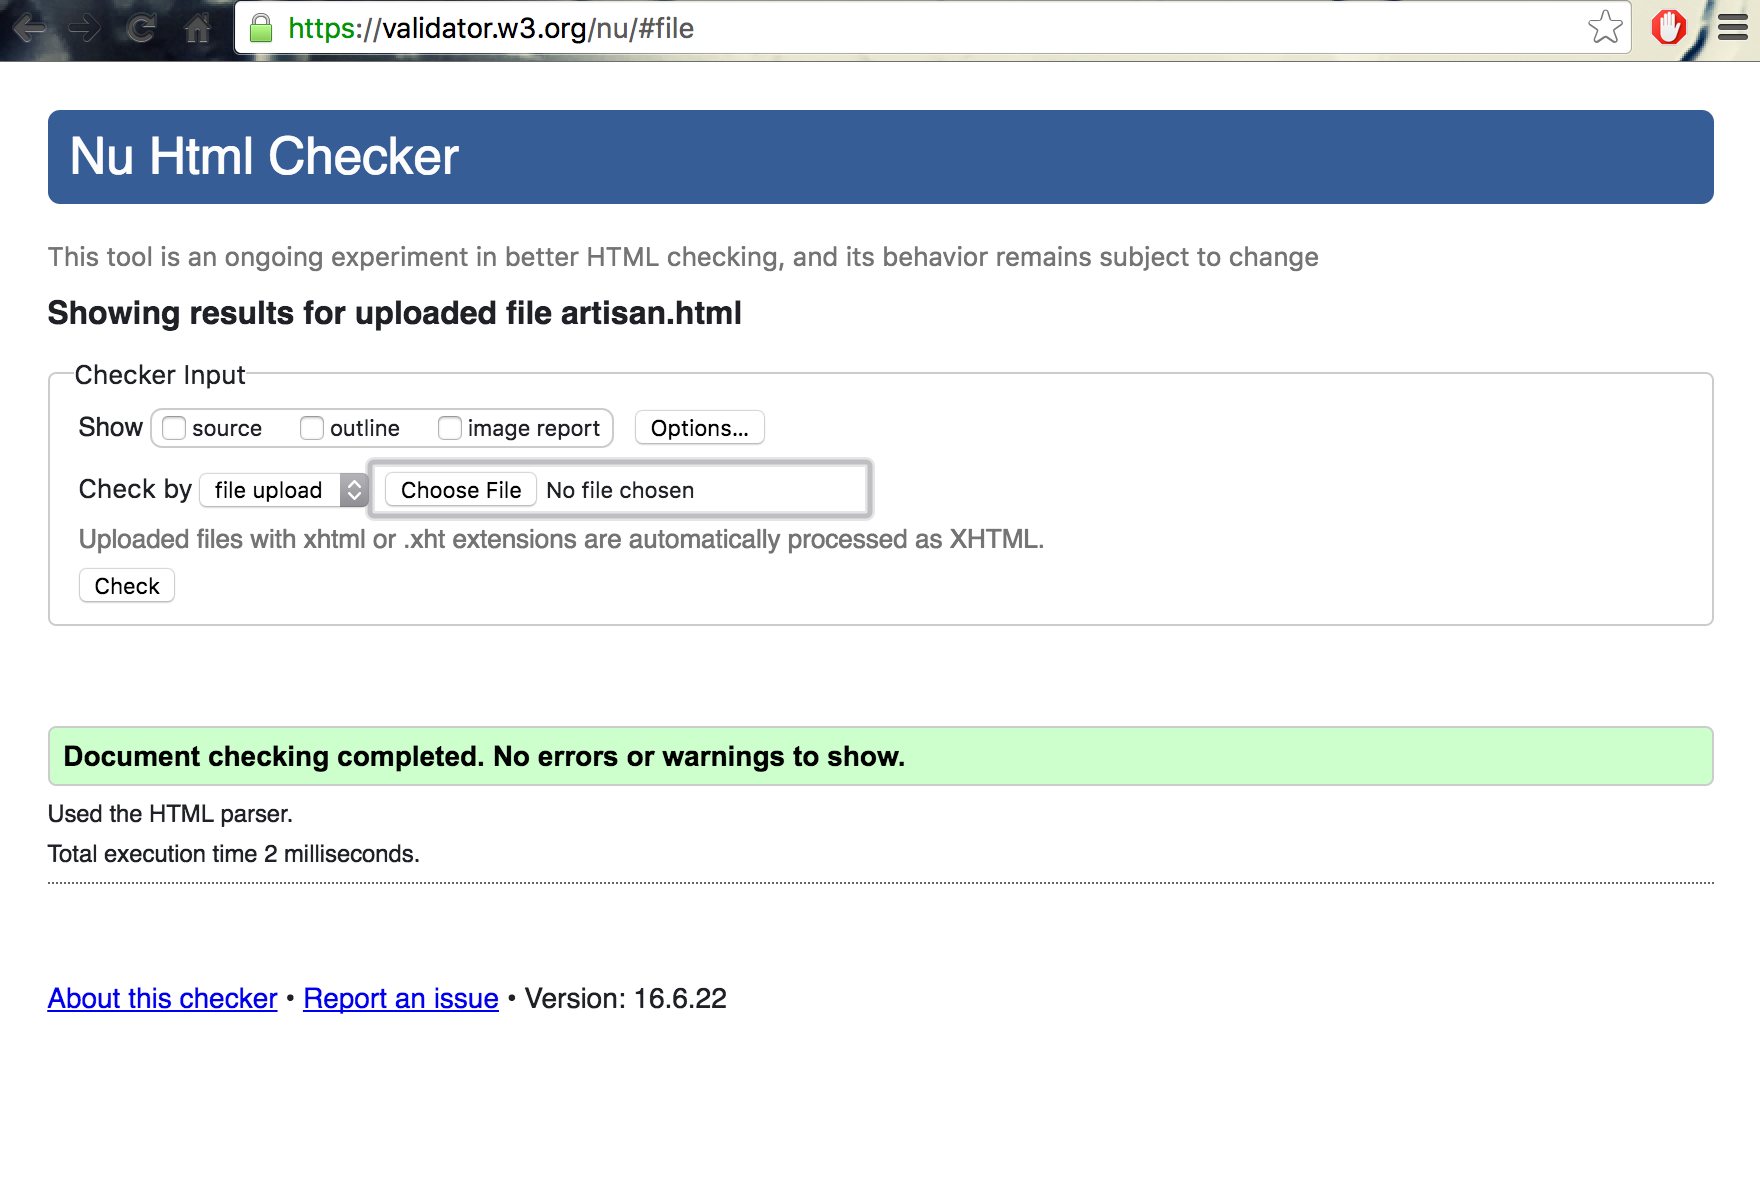 https://validator.w3.org/nu/#file
Nu Html Checker
This tool is an ongoing experiment in better HTML checking, and its behavior remains subject to change
Showing results for uploaded file artisan.html
Checker Input
Show source outline image report Options...
Check by file upload Choose File No file chosen
Uploaded files with xhtml or .xht extensions are automatically processed as XHTML.
Check
Document checking completed. No errors or warnings to show.
Used the HTML parser.
Total execution time 2 milliseconds.
About this checker • Report an issue • Version: 16.6.22